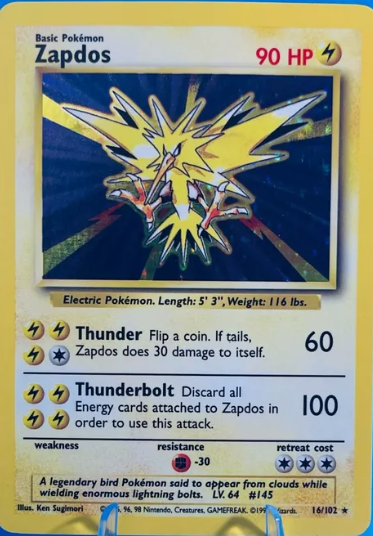 Basic Pokémon
Zapdos
90 HP
Electric Pokémon. Length: 5' 3", Weight: 116 lbs.
Thunder Flip a coin. If tails,
Zapdos does 30 damage to itself.
60
Thunderbolt Discard all
Energy cards attached to Zapdos in
order to use this attack.
100
weakness
resistance
retreat cost
-30
A legendary bird Pokémon said to appear from clouds while
wielding enormous lightning bolts. LV. 64 #145
Illus. Ken Sugimori
96, 98 Nintendo, Creatures, GAMEFREAK.
16/102 ★